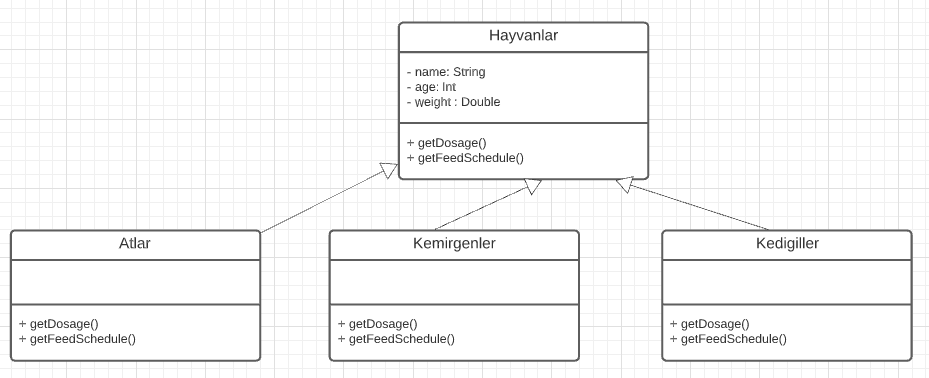 Hayvanlar
- name: String
- age: Int
- weight : Double
+ getDosage()
+ getFeedSchedule()
Atlar
+ getDosage()
+ getFeedSchedule()
Kemirgenler
+ getDosage()
+ getFeedSchedule()
Kedigiller
+ getDosage()
+ getFeedSchedule()